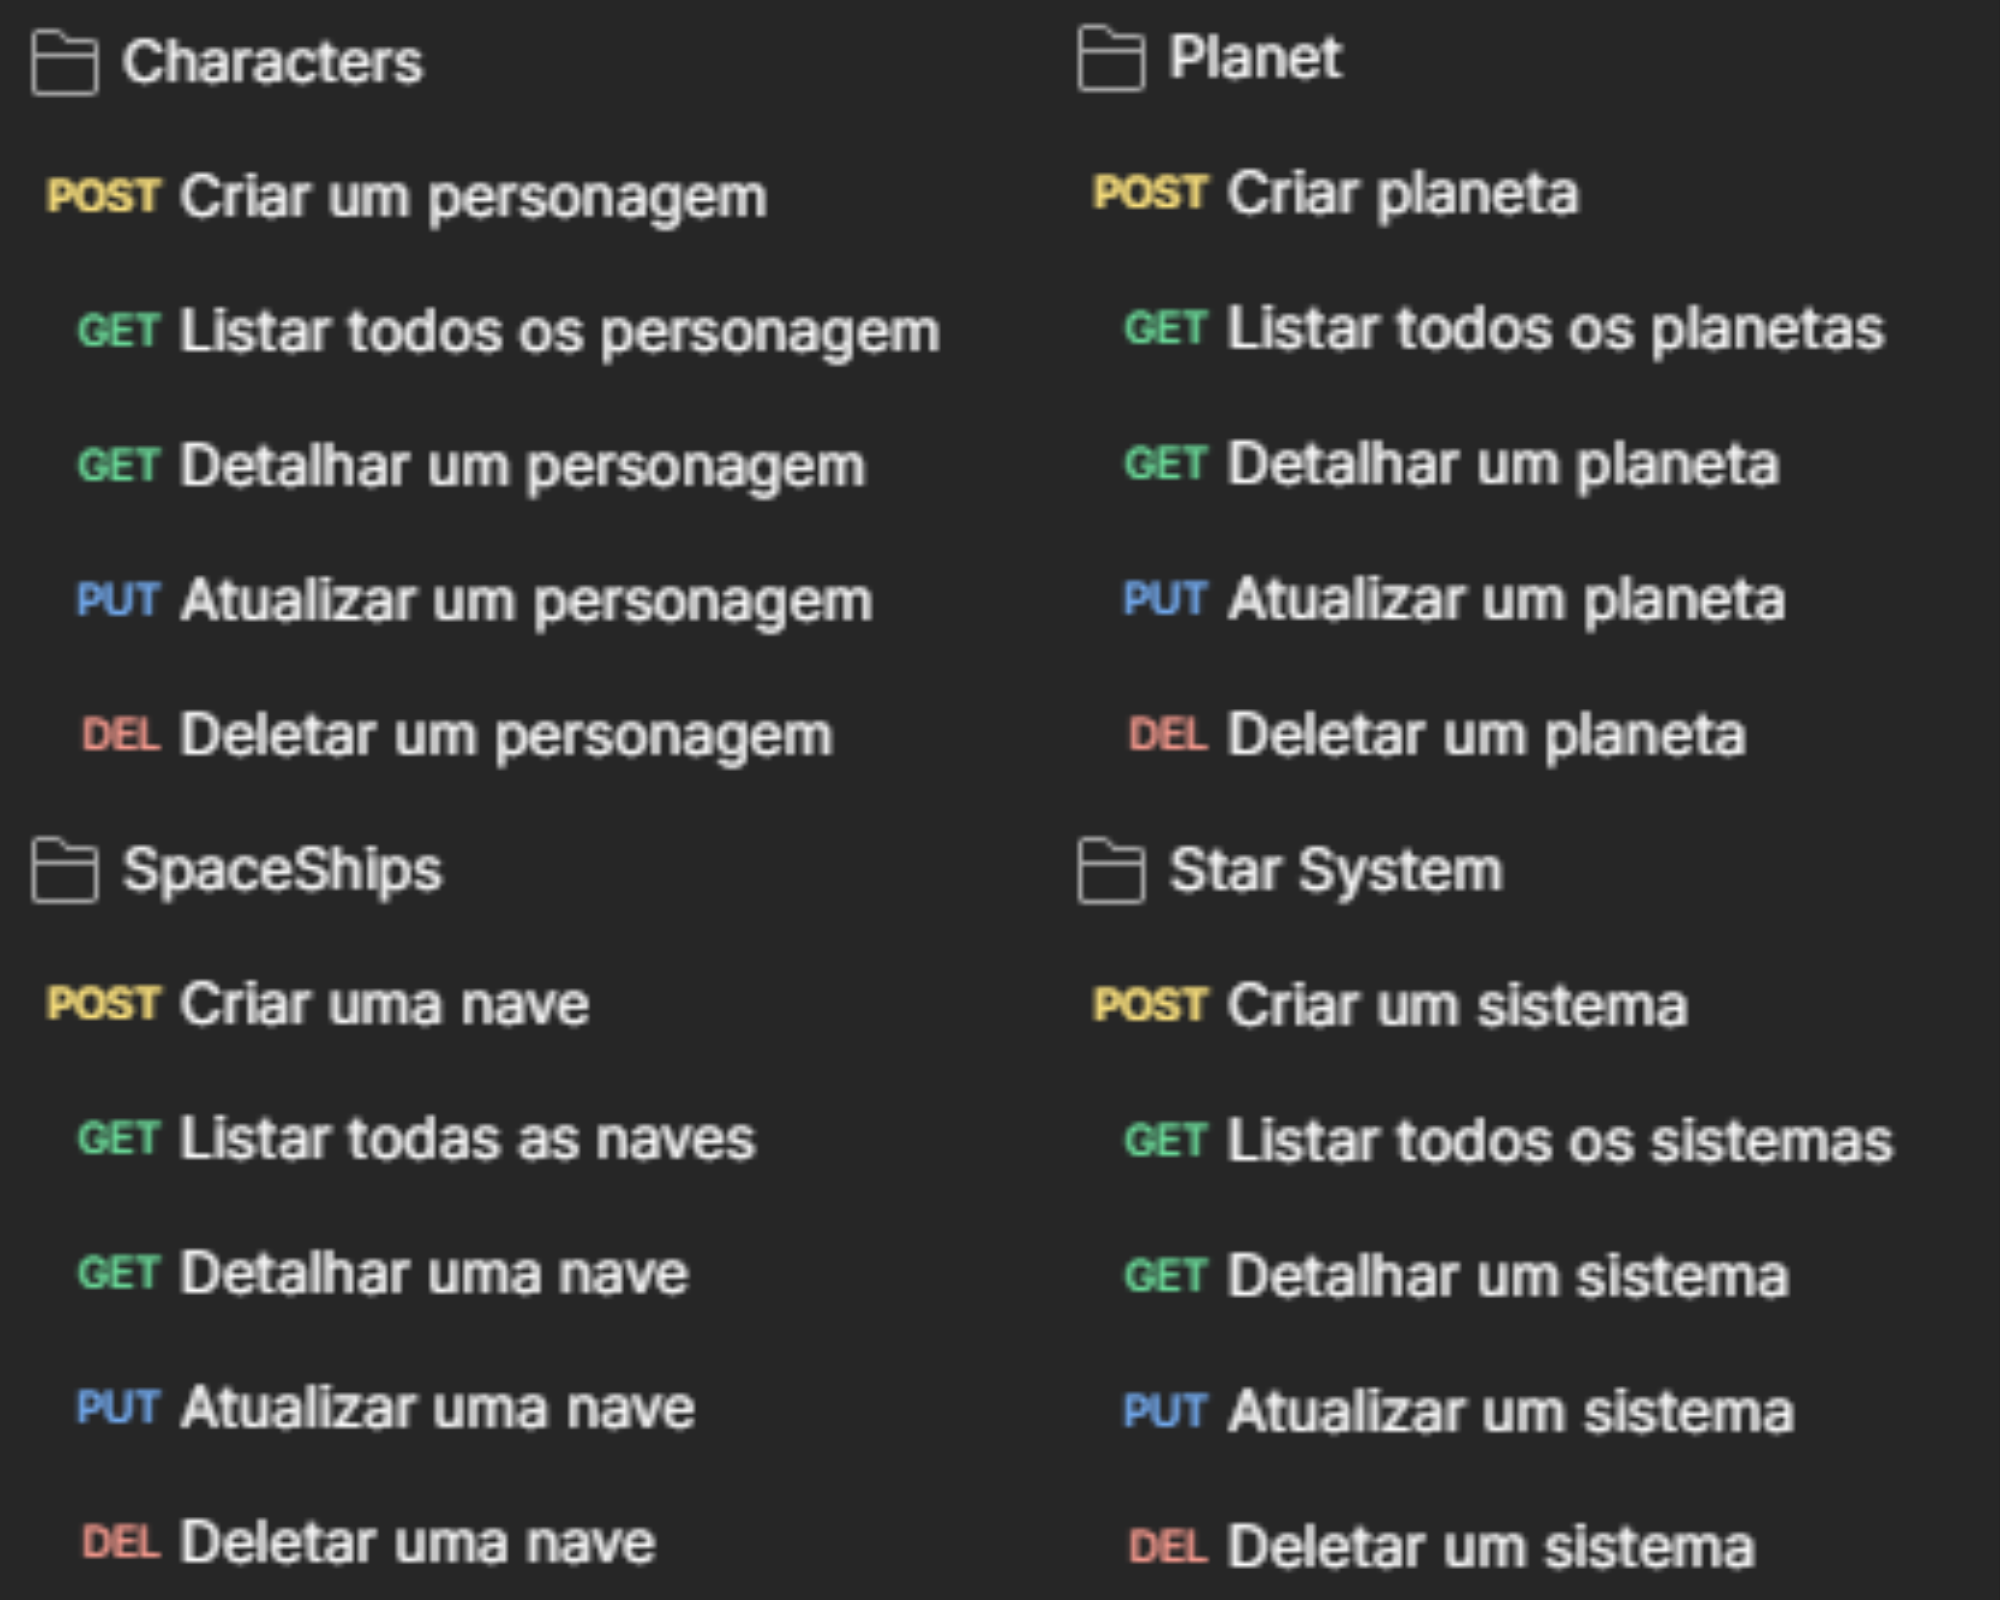 Characters
POST Criar um personagem
GET Listar todos os personagem
GET Detalhar um personagem
PUT Atualizar um personagem
DEL Deletar um personagem
SpaceShips
POST Criar uma nave
GET Listar todas as naves
GET Detalhar uma nave
PUT Atualizar uma nave
DEL Deletar uma nave
Planet
POST Criar planeta
GET Listar todos os planetas
GET Detalhar um planeta
PUT Atualizar um planeta
DEL Deletar um planeta
Star System
POST Criar um sistema
GET Listar todos os sistemas
GET Detalhar um sistema
PUT Atualizar um sistema
DEL Deletar um sistema